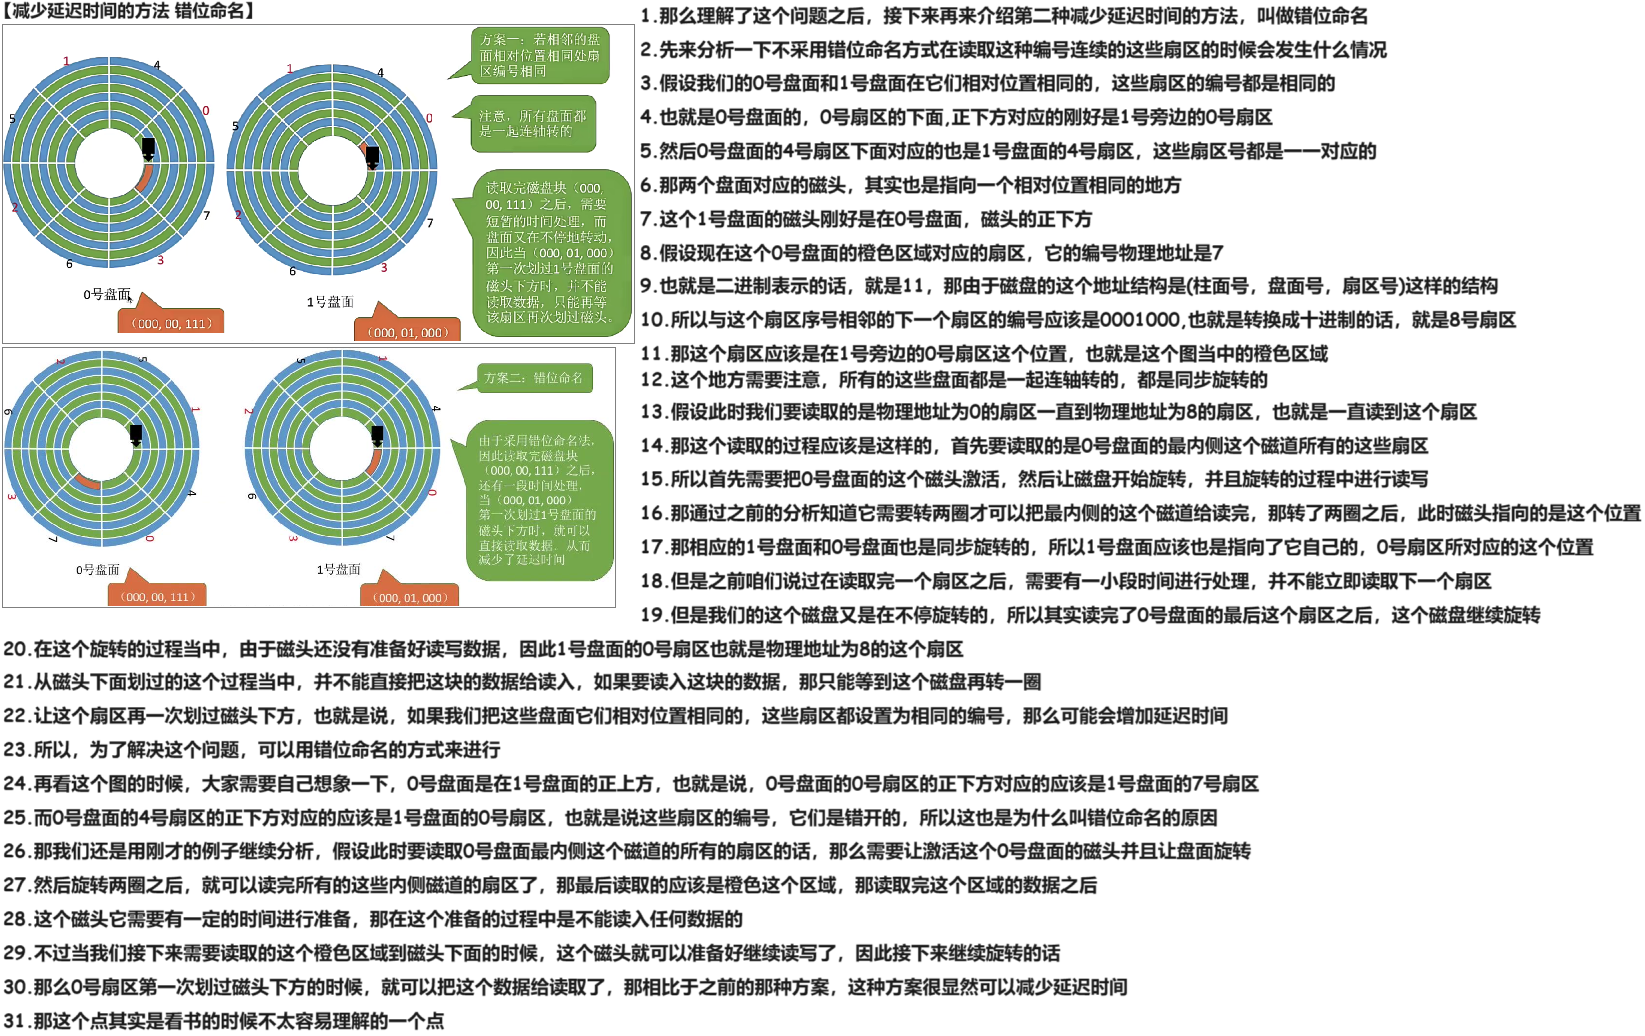 【减少延迟时间的方法 错位命名】
1
4
0
7
3
6
2
5
0号盘面
（000, 00, 111）
1
4
0
7
3
6
2
5
1号盘面
（000, 01, 000）
方案一：若相邻的盘
面相对位置相同处扇
区编号相同
注意，所有盘面都
是一起连轴转的
读取完磁盘块（000,
00, 111）之后，需要
短暂的时间处理，而
盘面又在不停地转动，
因此当（000, 01, 000）
第一次划过1号盘面的
磁头下方时，并不能
读取数据，只能再等
该扇区再次划过磁头。
2
5
1
4
0
7
3
6
0号盘面
（000, 00, 111）
5
1
4
0
7
3
6
2
1号盘面
（000, 01, 000）
方案二：错位命名
由于采用错位命名法，
因此读取完磁盘块
（000, 00, 111）之后，
还有一段时间处理，
当（000, 01, 000）
第一次划过1号盘面的
磁头下方时，就可以
直接读取数据。从而
减少了延迟时间
1.那么理解了这个问题之后，接下来再来介绍第二种减少延迟时间的方法，叫做错位命名
2.先来分析一下不采用错位命名方式在读取这种编号连续的这些扇区的时候会发生什么情况
3.假设我们的0号盘面和1号盘面在它们相对位置相同的，这些扇区的编号都是相同的
4.也就是0号盘面的，0号扇区的下面,正下方对应的刚好是1号旁边的0号扇区
5.然后0号盘面的4号扇区下面对应的也是1号盘面的4号扇区，这些扇区号都是一一对应的
6.那两个盘面对应的磁头，其实也是指向一个相对位置相同的地方
7.这个1号盘面的磁头刚好是在0号盘面，磁头的正下方
8.假设现在这个0号盘面的橙色区域对应的扇区，它的编号物理地址是7
9.也就是二进制表示的话，就是11，那由于磁盘的这个地址结构是(柱面号，盘面号，扇区号)这样的结构
10.所以与这个扇区序号相邻的下一个扇区的编号应该是0001000,也就是转换成十进制的话，就是8号扇区
11.那这个扇区应该是在1号旁边的0号扇区这个位置，也就是这个图当中的橙色区域
12.这个地方需要注意，所有的这些盘面都是一起连轴转的，都是同步旋转的
13.假设此时我们要读取的是物理地址为0的扇区一直到物理地址为8的扇区，也就是一直读到这个扇区
14.那这个读取的过程应该是这样的，首先要读取的是0号盘面的最内侧这个磁道所有的这些扇区
15.所以首先需要把0号盘面的这个磁头激活，然后让磁盘开始旋转，并且旋转的过程中进行读写
16.那通过之前的分析知道它需要转两圈才可以把最内侧的这个磁道给读完，那转了两圈之后，此时磁头指向的是这个位置
17.那相应的1号盘面和0号盘面也是同步旋转的，所以1号盘面应该也是指向了它自己的，0号扇区所对应的这个位置
18.但是之前咱们说过在读取完一个扇区之后，需要有一小段时间进行处理，并不能立即读取下一个扇区
19.但是我们的这个磁盘又是在不停旋转的，所以其实读完了0号盘面的最后这个扇区之后，这个磁盘继续旋转
20.在这个旋转的过程当中，由于磁头还没有准备好读写数据，因此1号盘面的0号扇区也就是物理地址为8的这个扇区
21.从磁头下面划过的这个过程当中，并不能直接把这块的数据给读入，如果要读入这块的数据，那只能等到这个磁盘再转一圈
22.让这个扇区再一次划过磁头下方，也就是说，如果我们把这些盘面它们相对位置相同的，这些扇区都设置为相同的编号，那么可能会增加延迟时间
23.所以，为了解决这个问题，可以用错位命名的方式来进行
24.再看这个图的时候，大家需要自己想象一下，0号盘面是在1号盘面的正上方，也就是说，0号盘面的0号扇区的正下方对应的应该是1号盘面的7号扇区
25.而0号盘面的4号扇区的正下方对应的应该是1号盘面的0号扇区，也就是说这些扇区的编号，它们是错开的，所以这也是为什么叫错位命名的原因
26.那我们还是用刚才的例子继续分析，假设此时要读取0号盘面最内侧这个磁道的所有的扇区的话，那么需要让激活这个0号盘面的磁头并且让盘面旋转
27.然后旋转两圈之后，就可以读完所有的这些内侧磁道的扇区了，那最后读取的应该是橙色这个区域，那读取完这个区域的数据之后
28.这个磁头它需要有一定的时间进行准备，那在这个准备的过程中是不能读入任何数据的
29.不过当我们接下来需要读取的这个橙色区域到磁头下面的时候，这个磁头就可以准备好继续读写了，因此接下来继续旋转的话
30.那么0号扇区第一次划过磁头下方的时候，就可以把这个数据给读取了，那相比于之前的那种方案，这种方案很显然可以减少延迟时间
31.那这个点其实是看书的时候不太容易理解的一个点